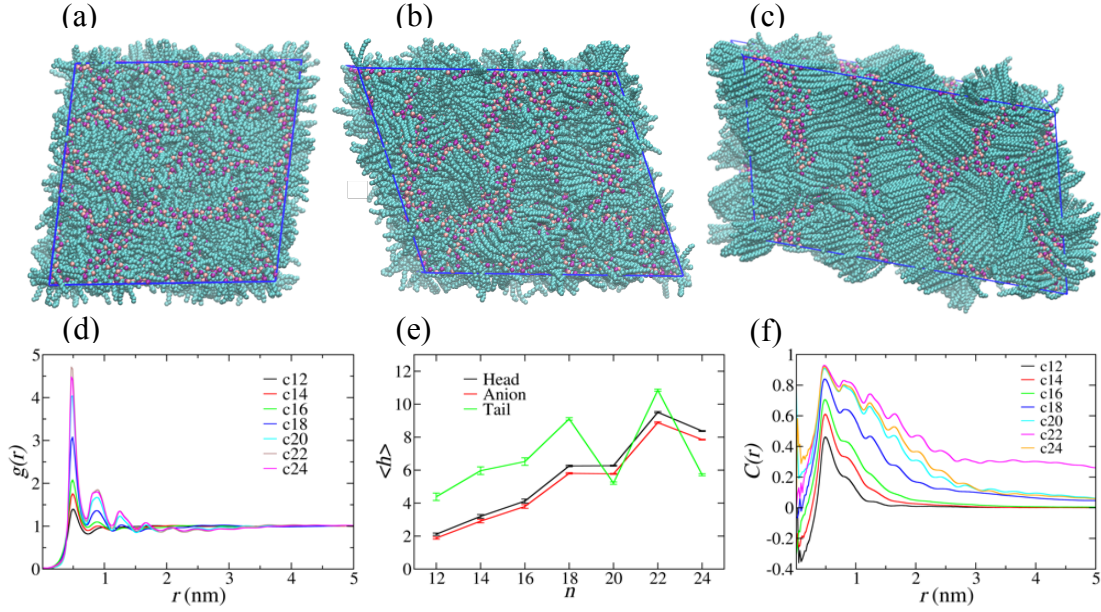 (a)
(b)
(c)
(d)
(e)
(f)
5
4
3
2
1
0
g(r)
c12
c14
c16
c18
c20
c22
c24
0
1
2
3
4
5
r (nm)
12
10
8
6
4
2
0
<h>
Head
Anion
Tail
12
14
16
18
20
22
24
n
1
0.8
0.6
0.4
0.2
0
-0.2
-0.4
C(r)
c12
c14
c16
c18
c20
c22
c24
1
2
3
4
5
r (nm)